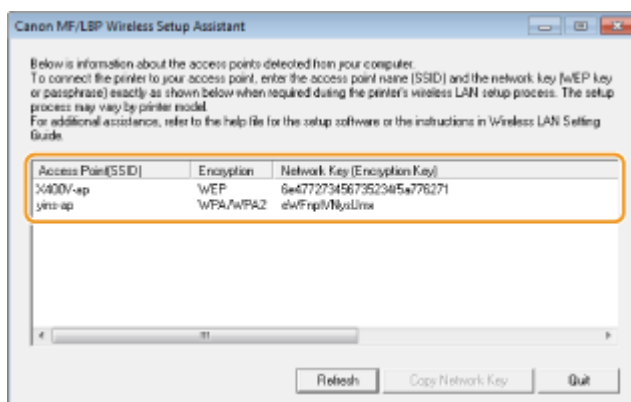 Canon MF/LBP Wireless Setup Assistant
Below is information about the access points detected from your computer.
To connect the printer to your access point, enter the access point name (SSID) and the network key (WEP key
or passphrase) exactly as shown below when required during the printer's wireless LAN setup process. The setup
process may vary by printer model.
For additional assistance, refer to the help file for the setup software or the instructions in Wireless LAN Setting
Guide.
Access Point(SSID) Encryption Network Key (Encryption Key)
X400V-ap WEP
yins-ap WPA/WPA2
Refresh Copy Network Key Quit